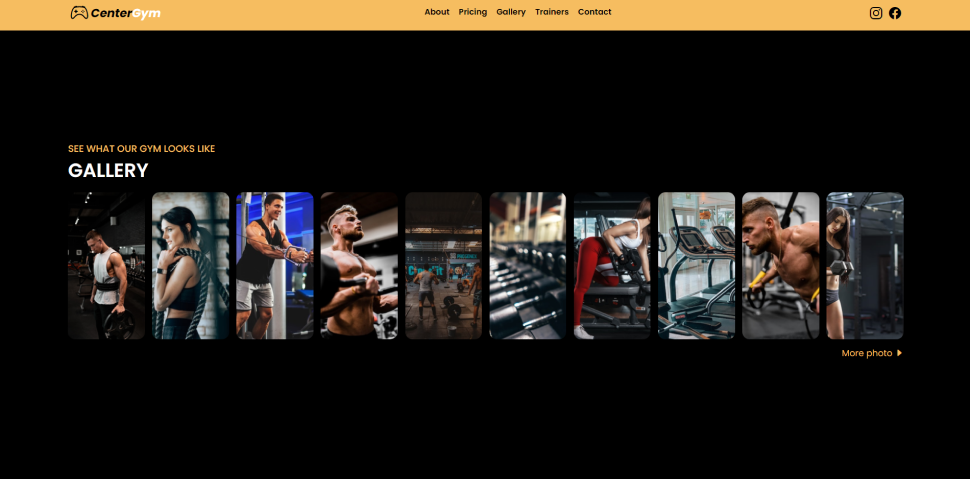 CenterGym
About Pricing Gallery Trainers Contact
SEE WHAT OUR GYM LOOKS LIKE
GALLERY
More photo